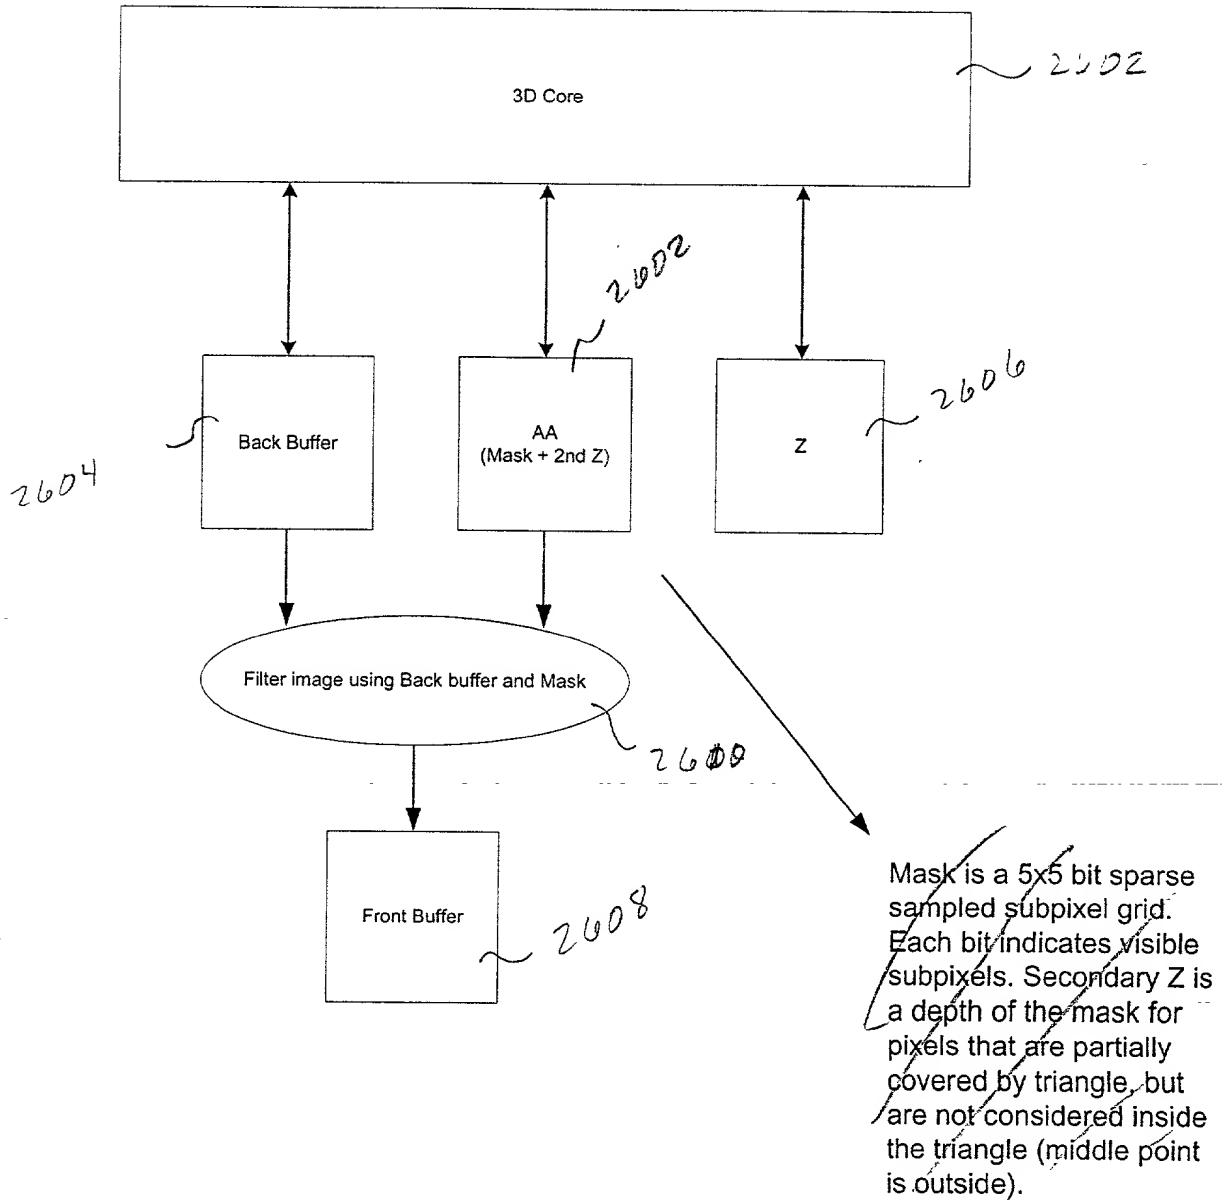 3D Core
2602
2602
2606
2604
Back Buffer
AA
(Mask + 2nd Z)
Z
Filter image using Back buffer and Mask
2600
Front Buffer
2608
Mask is a 5x5 bit sparse
sampled subpixel grid.
Each bit indicates visible
subpixels. Secondary Z is
a depth of the mask for
pixels that are partially
covered by triangle, but
are not considered inside
the triangle (middle point
is outside).